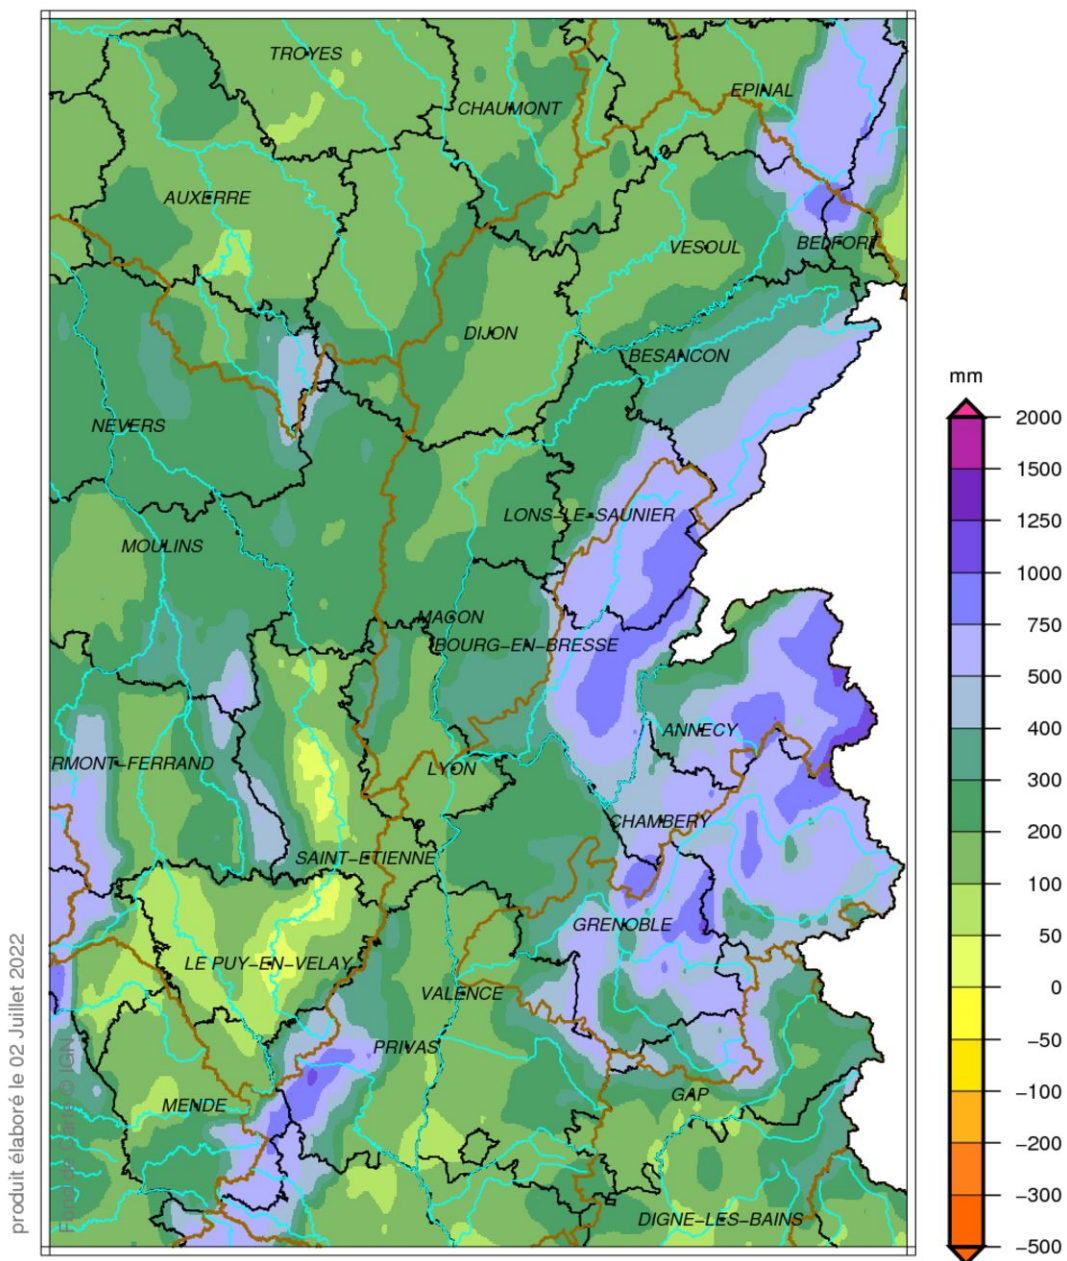 TROYES
EPINAL
CHAUMONT
AUXERRE
VESOUL
BELFORT
DIJON
BESANCON
NEVERS
LONS-LE-SAUNIER
MOULINS
MACON
BOURG-EN-BRESSE
ANNECY
RMONT-FERRAND
LYON
CHAMBERY
SAINT-ETIENNE
GRENOBLE
LE PUY-EN-VELAY
VALENCE
PRIVAS
GAP
MENDE
DIGNE-LES-BAINS
mm
2000
1500
1250
1000
750
500
400
300
200
100
50
0
-50
-100
-200
-300
-500
produit élaboré le 02 Juillet 2022
© IGN